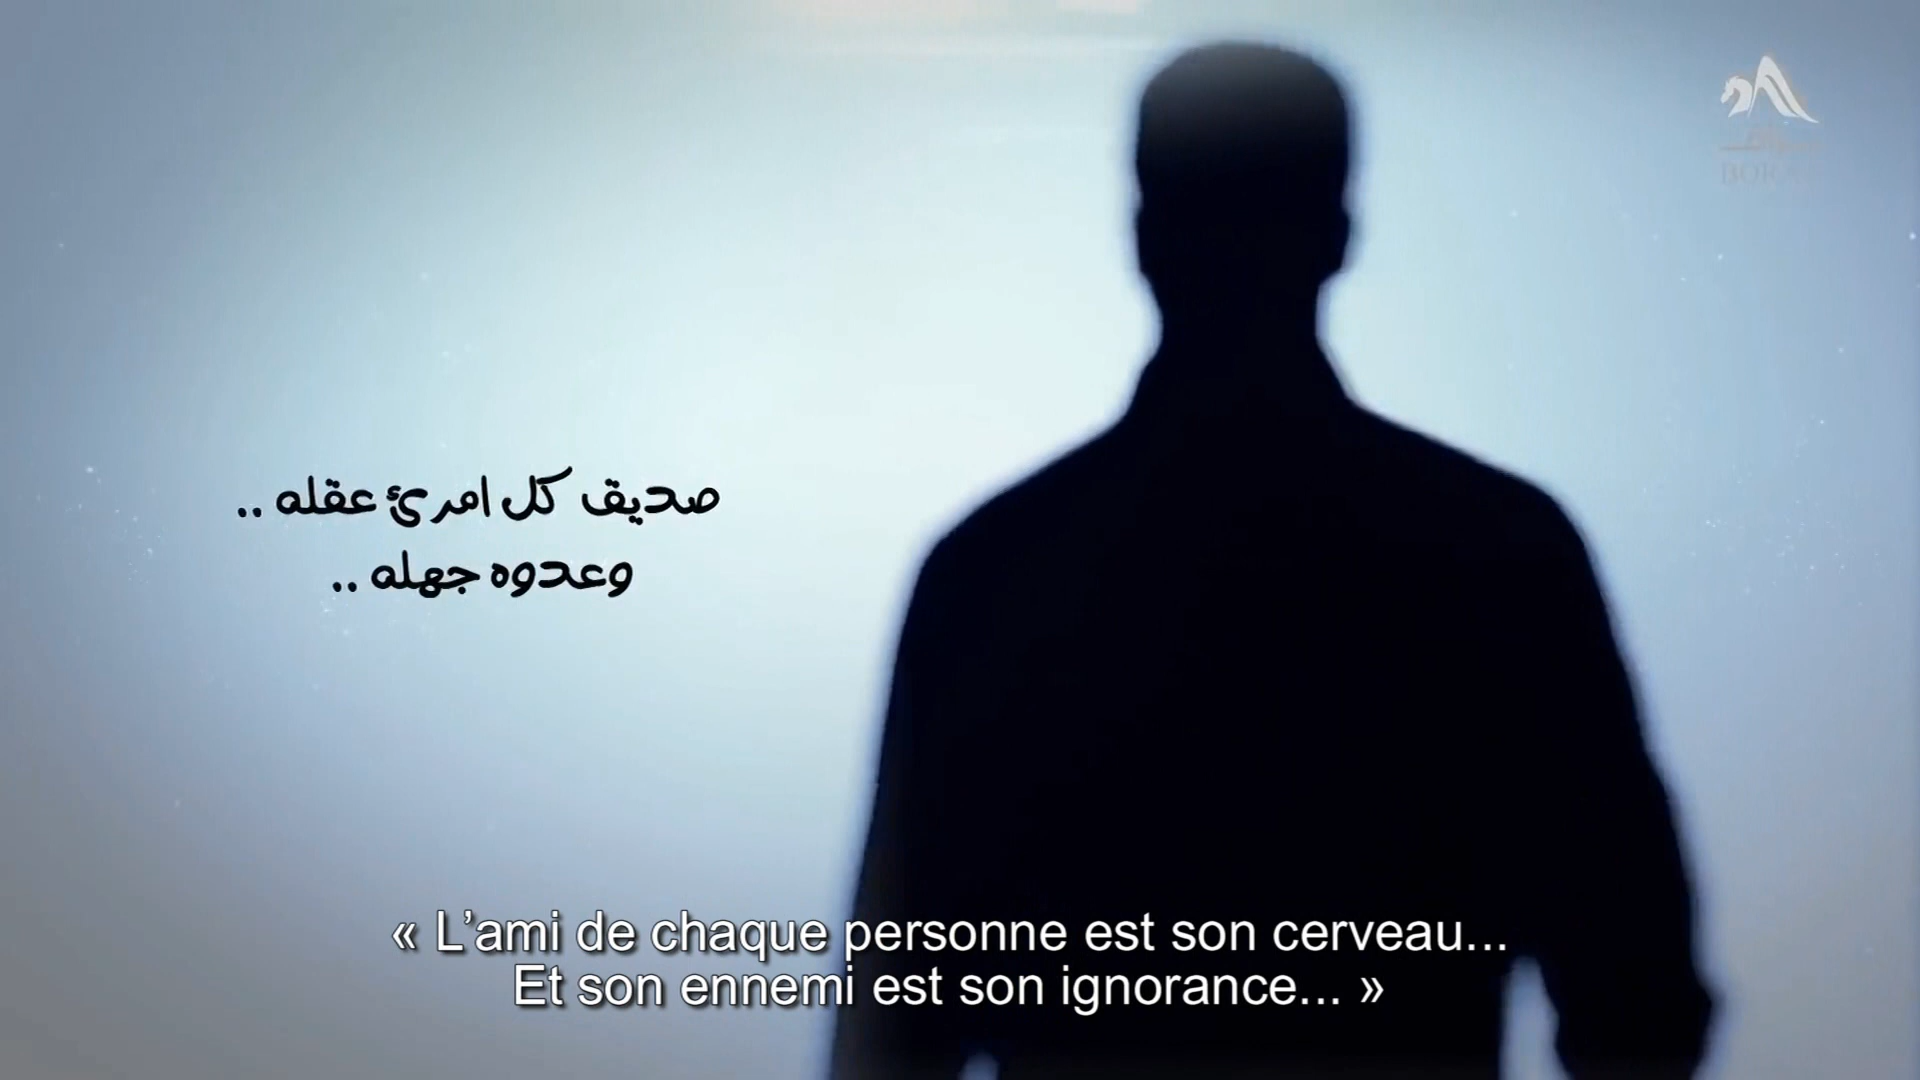 صديق كل امرئ عقله ..
وعدوه جهله ..
« L’ami de chaque personne est son cerveau...
Et son ennemi est son ignorance... »